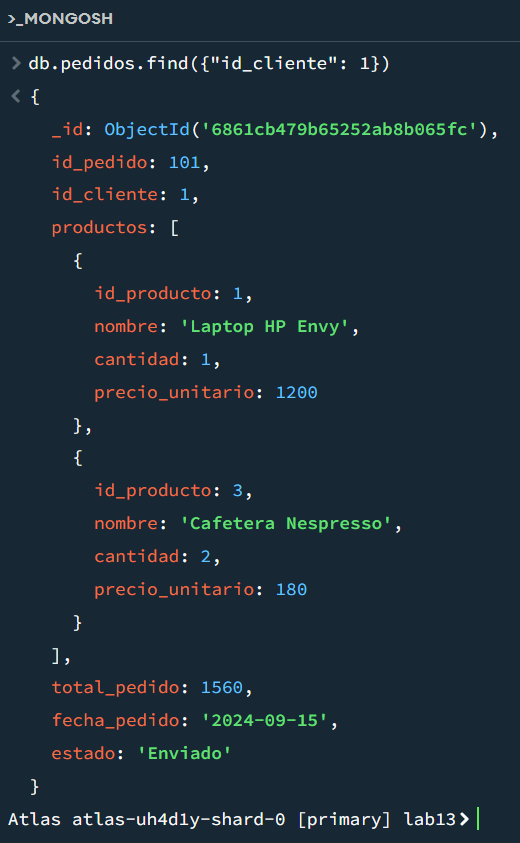 >_MONGOSH
> db.pedidos.find({"id_cliente": 1})
< {
_id: ObjectId('6861cb479b65252ab8b065fc'),
id_pedido: 101,
id_cliente: 1,
productos: [
{
id_producto: 1,
nombre: 'Laptop HP Envy',
cantidad: 1,
precio_unitario: 1200
},
{
id_producto: 3,
nombre: 'Cafetera Nespresso',
cantidad: 2,
precio_unitario: 180
}
],
total_pedido: 1560,
fecha_pedido: '2024-09-15',
estado: 'Enviado'
}
Atlas atlas-uh4d1y-shard-0 [primary] lab13>